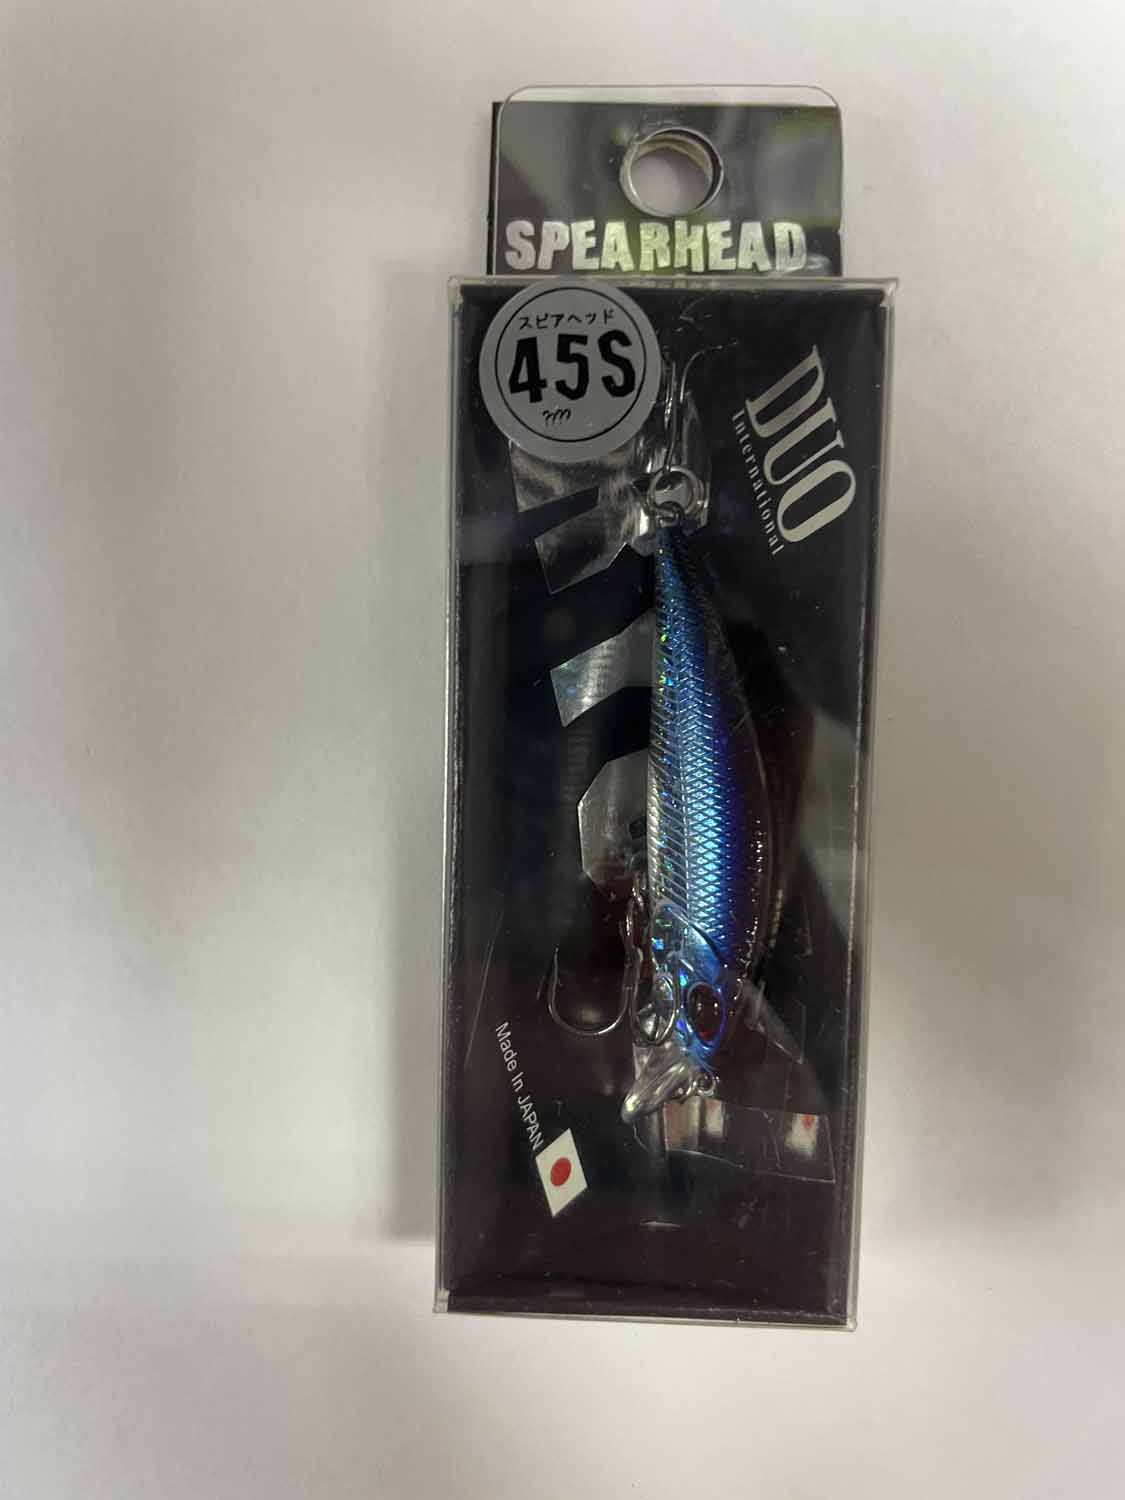 SPEARHEAD
スピアヘッド
45S
DUO
International
Made In JAPAN